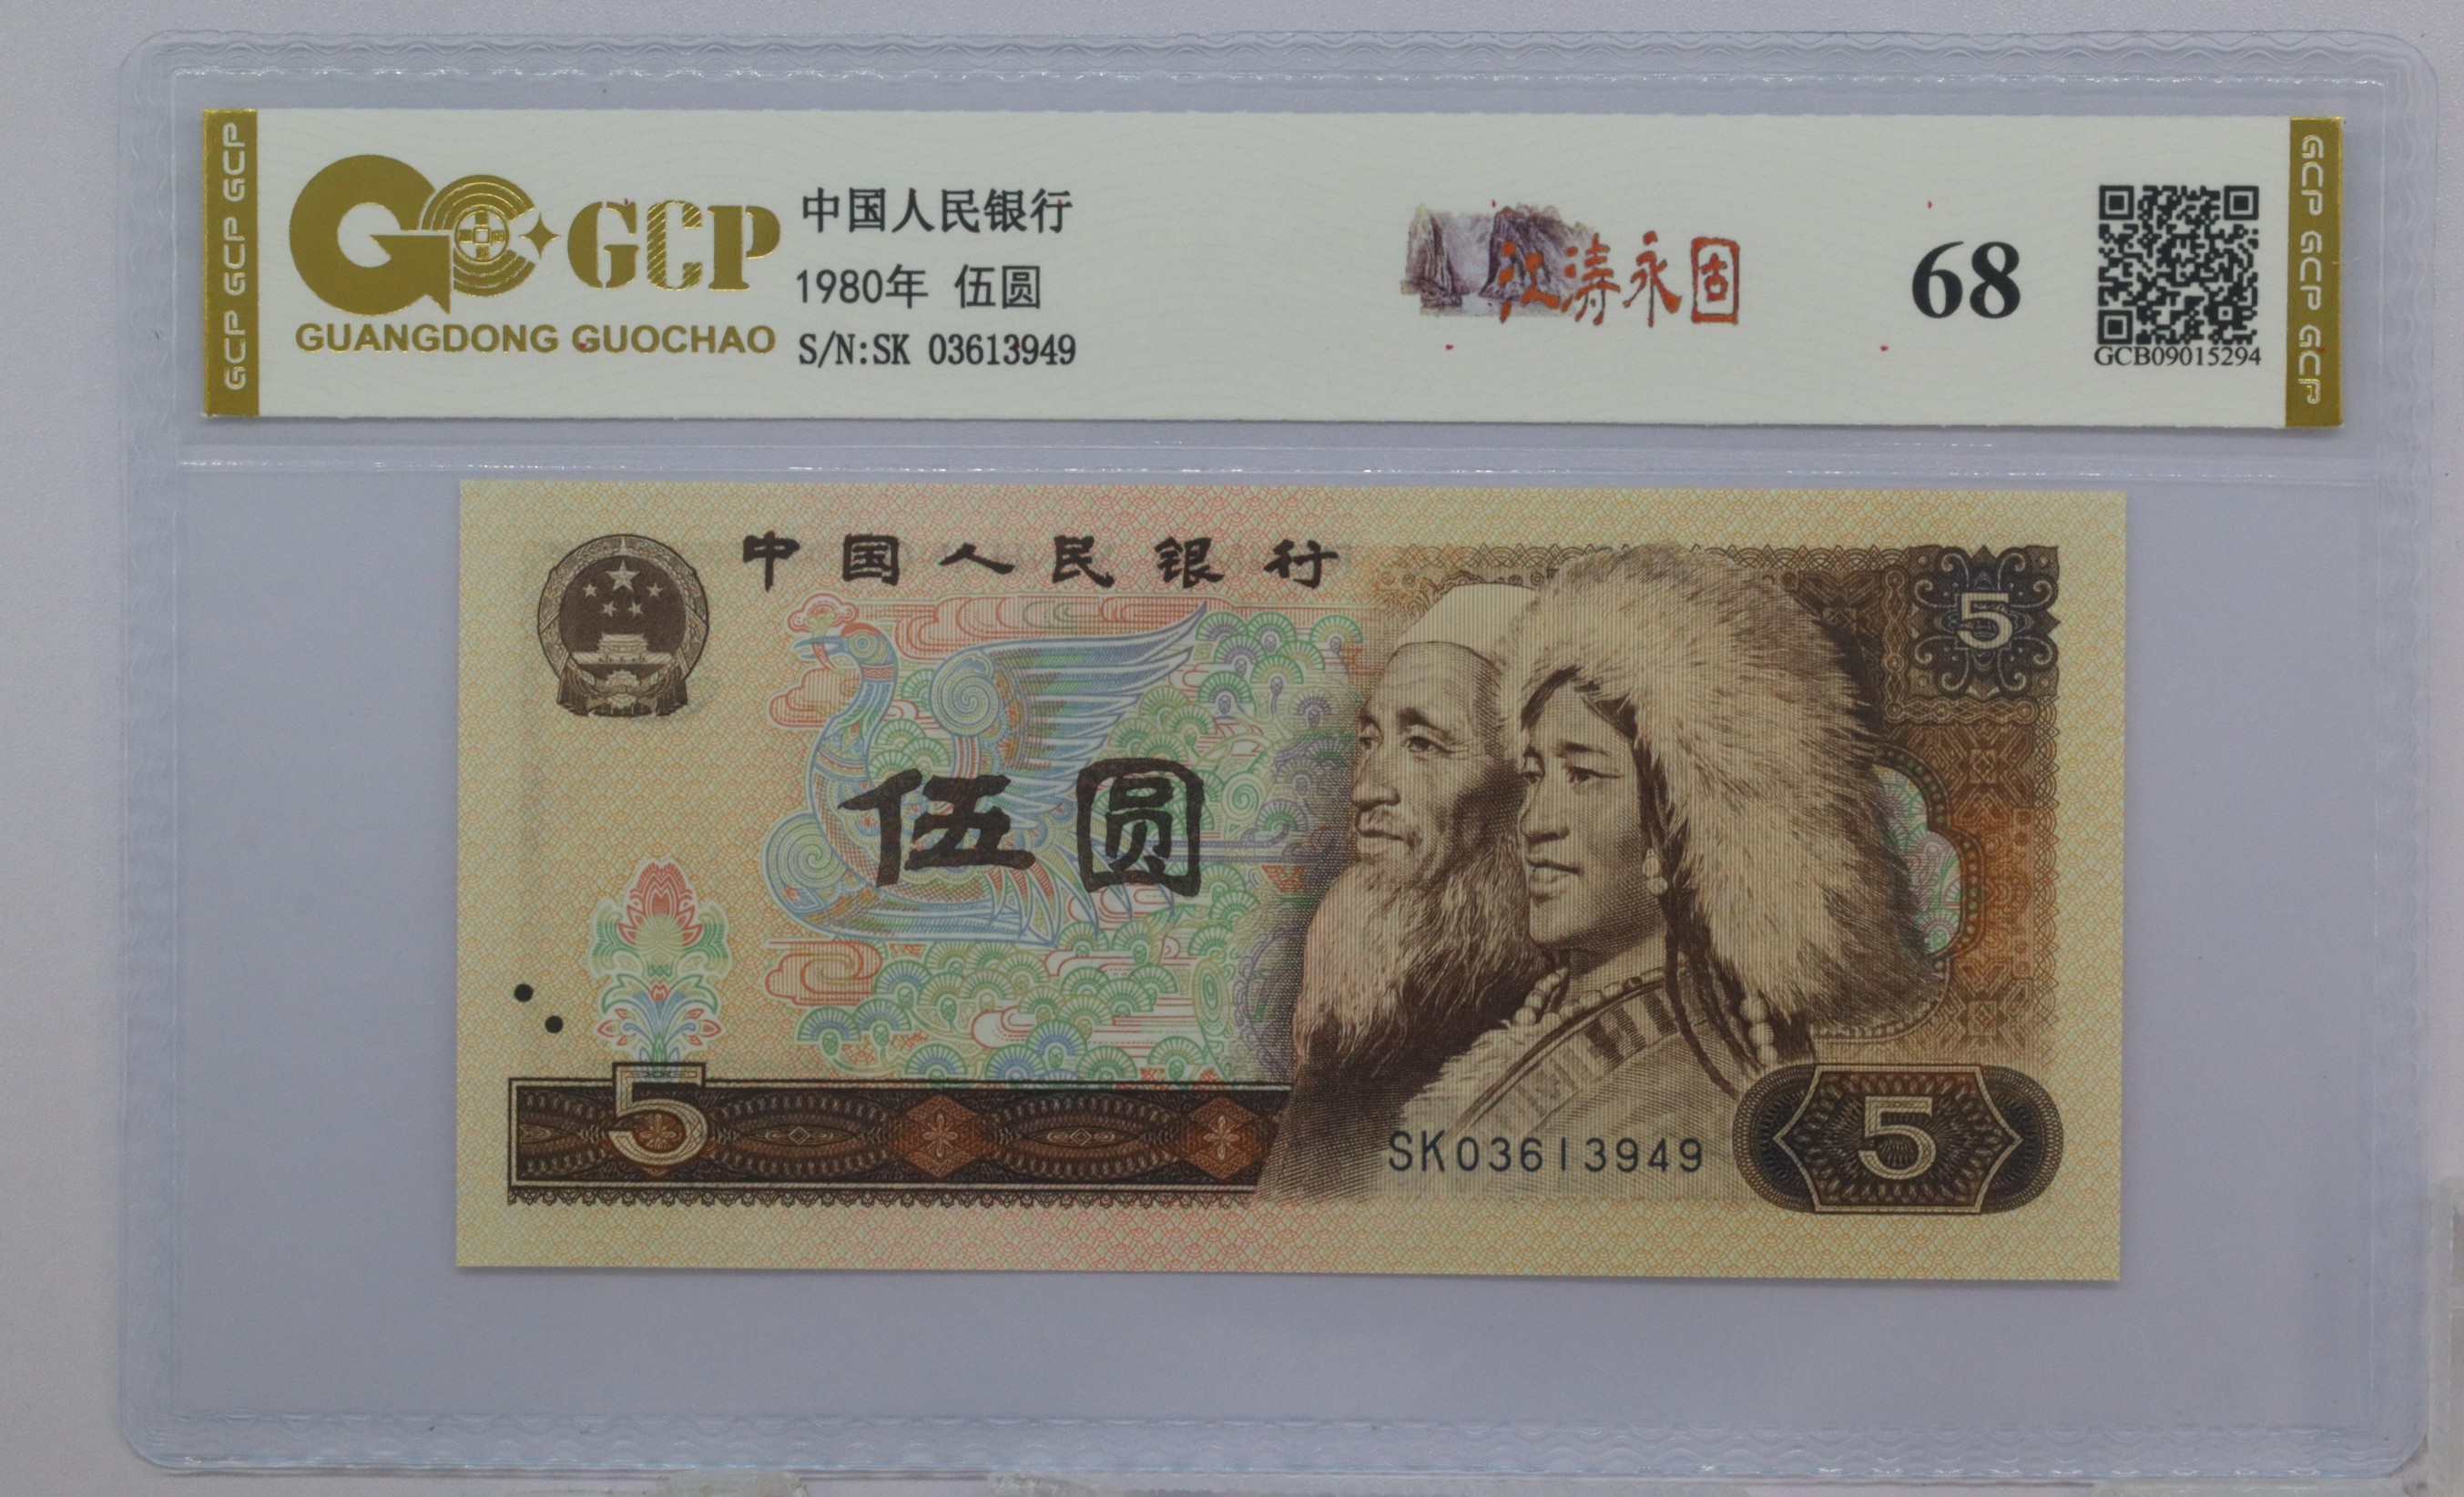 GCP GCP GCP
GCP
GUANGDONG GUOCHAO
中国人民银行
1980年 伍圆
S/N:SK 03613949
江涛永固
68
GCB09015294
GCP GCP GCP
中国人民银行
5
伍圆
5
SK03613949
5